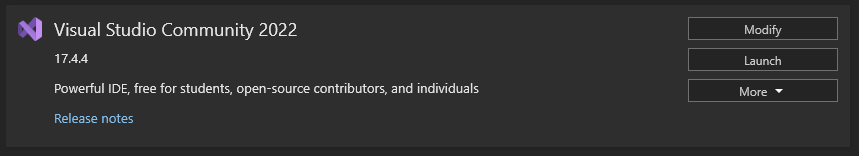 Visual Studio Community 2022
Modify
17.4.4
Launch
Powerful IDE, free for students, open-source contributors, and individuals
More
Release notes